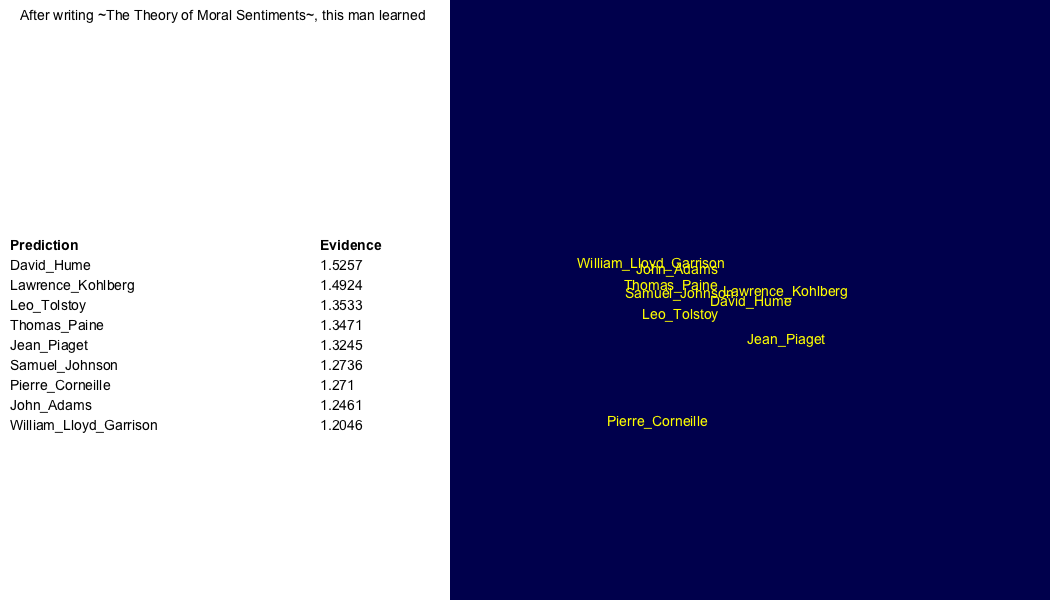 After writing ~The Theory of Moral Sentiments~, this man learned
Prediction Evidence
David_Hume 1.5257
Lawrence_Kohlberg 1.4924
Leo_Tolstoy 1.3533
Thomas_Paine 1.3471
Jean_Piaget 1.3245
Samuel_Johnson 1.2736
Pierre_Corneille 1.271
John_Adams 1.2461
William_Lloyd_Garrison 1.2046
William_Lloyd_Garrison
John_Adams
Thomas_Paine
Samuel_Johnson
Lawrence_Kohlberg
David_Hume
Leo_Tolstoy
Jean_Piaget
Pierre_Corneille